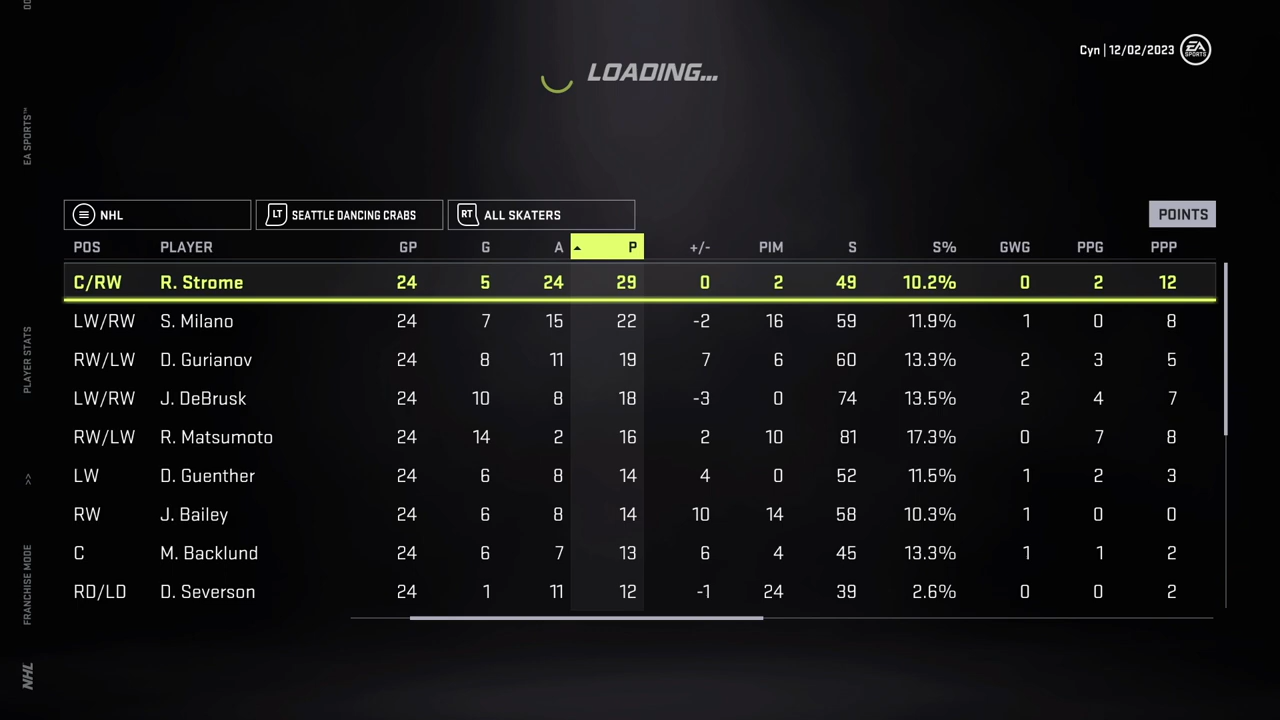 Cyn | 12/02/2023 EA SPORTS
LOADING...
NHL LT SEATTLE DANCING CRABS RT ALL SKATERS POINTS
POS PLAYER GP G A P +/- PIM S S% GWG PPG PPP
C/RW R. Strome 24 5 24 29 0 2 49 10.2% 0 2 12
LW/RW S. Milano 24 7 15 22 -2 16 59 11.9% 1 0 8
RW/LW D. Gurianov 24 8 11 19 7 6 60 13.3% 2 3 5
LW/RW J. DeBrusk 24 10 8 18 -3 0 74 13.5% 2 4 7
RW/LW R. Matsumoto 24 14 2 16 2 10 81 17.3% 0 7 8
LW D. Guenther 24 6 8 14 4 0 52 11.5% 1 2 3
RW J. Bailey 24 6 8 14 10 14 58 10.3% 1 0 0
C M. Backlund 24 6 7 13 6 4 45 13.3% 1 1 2
RD/LD D. Severson 24 1 11 12 -1 24 39 2.6% 0 0 2
NHL FRANCHISE MODE >> PLAYER STATS EA SPORTS™